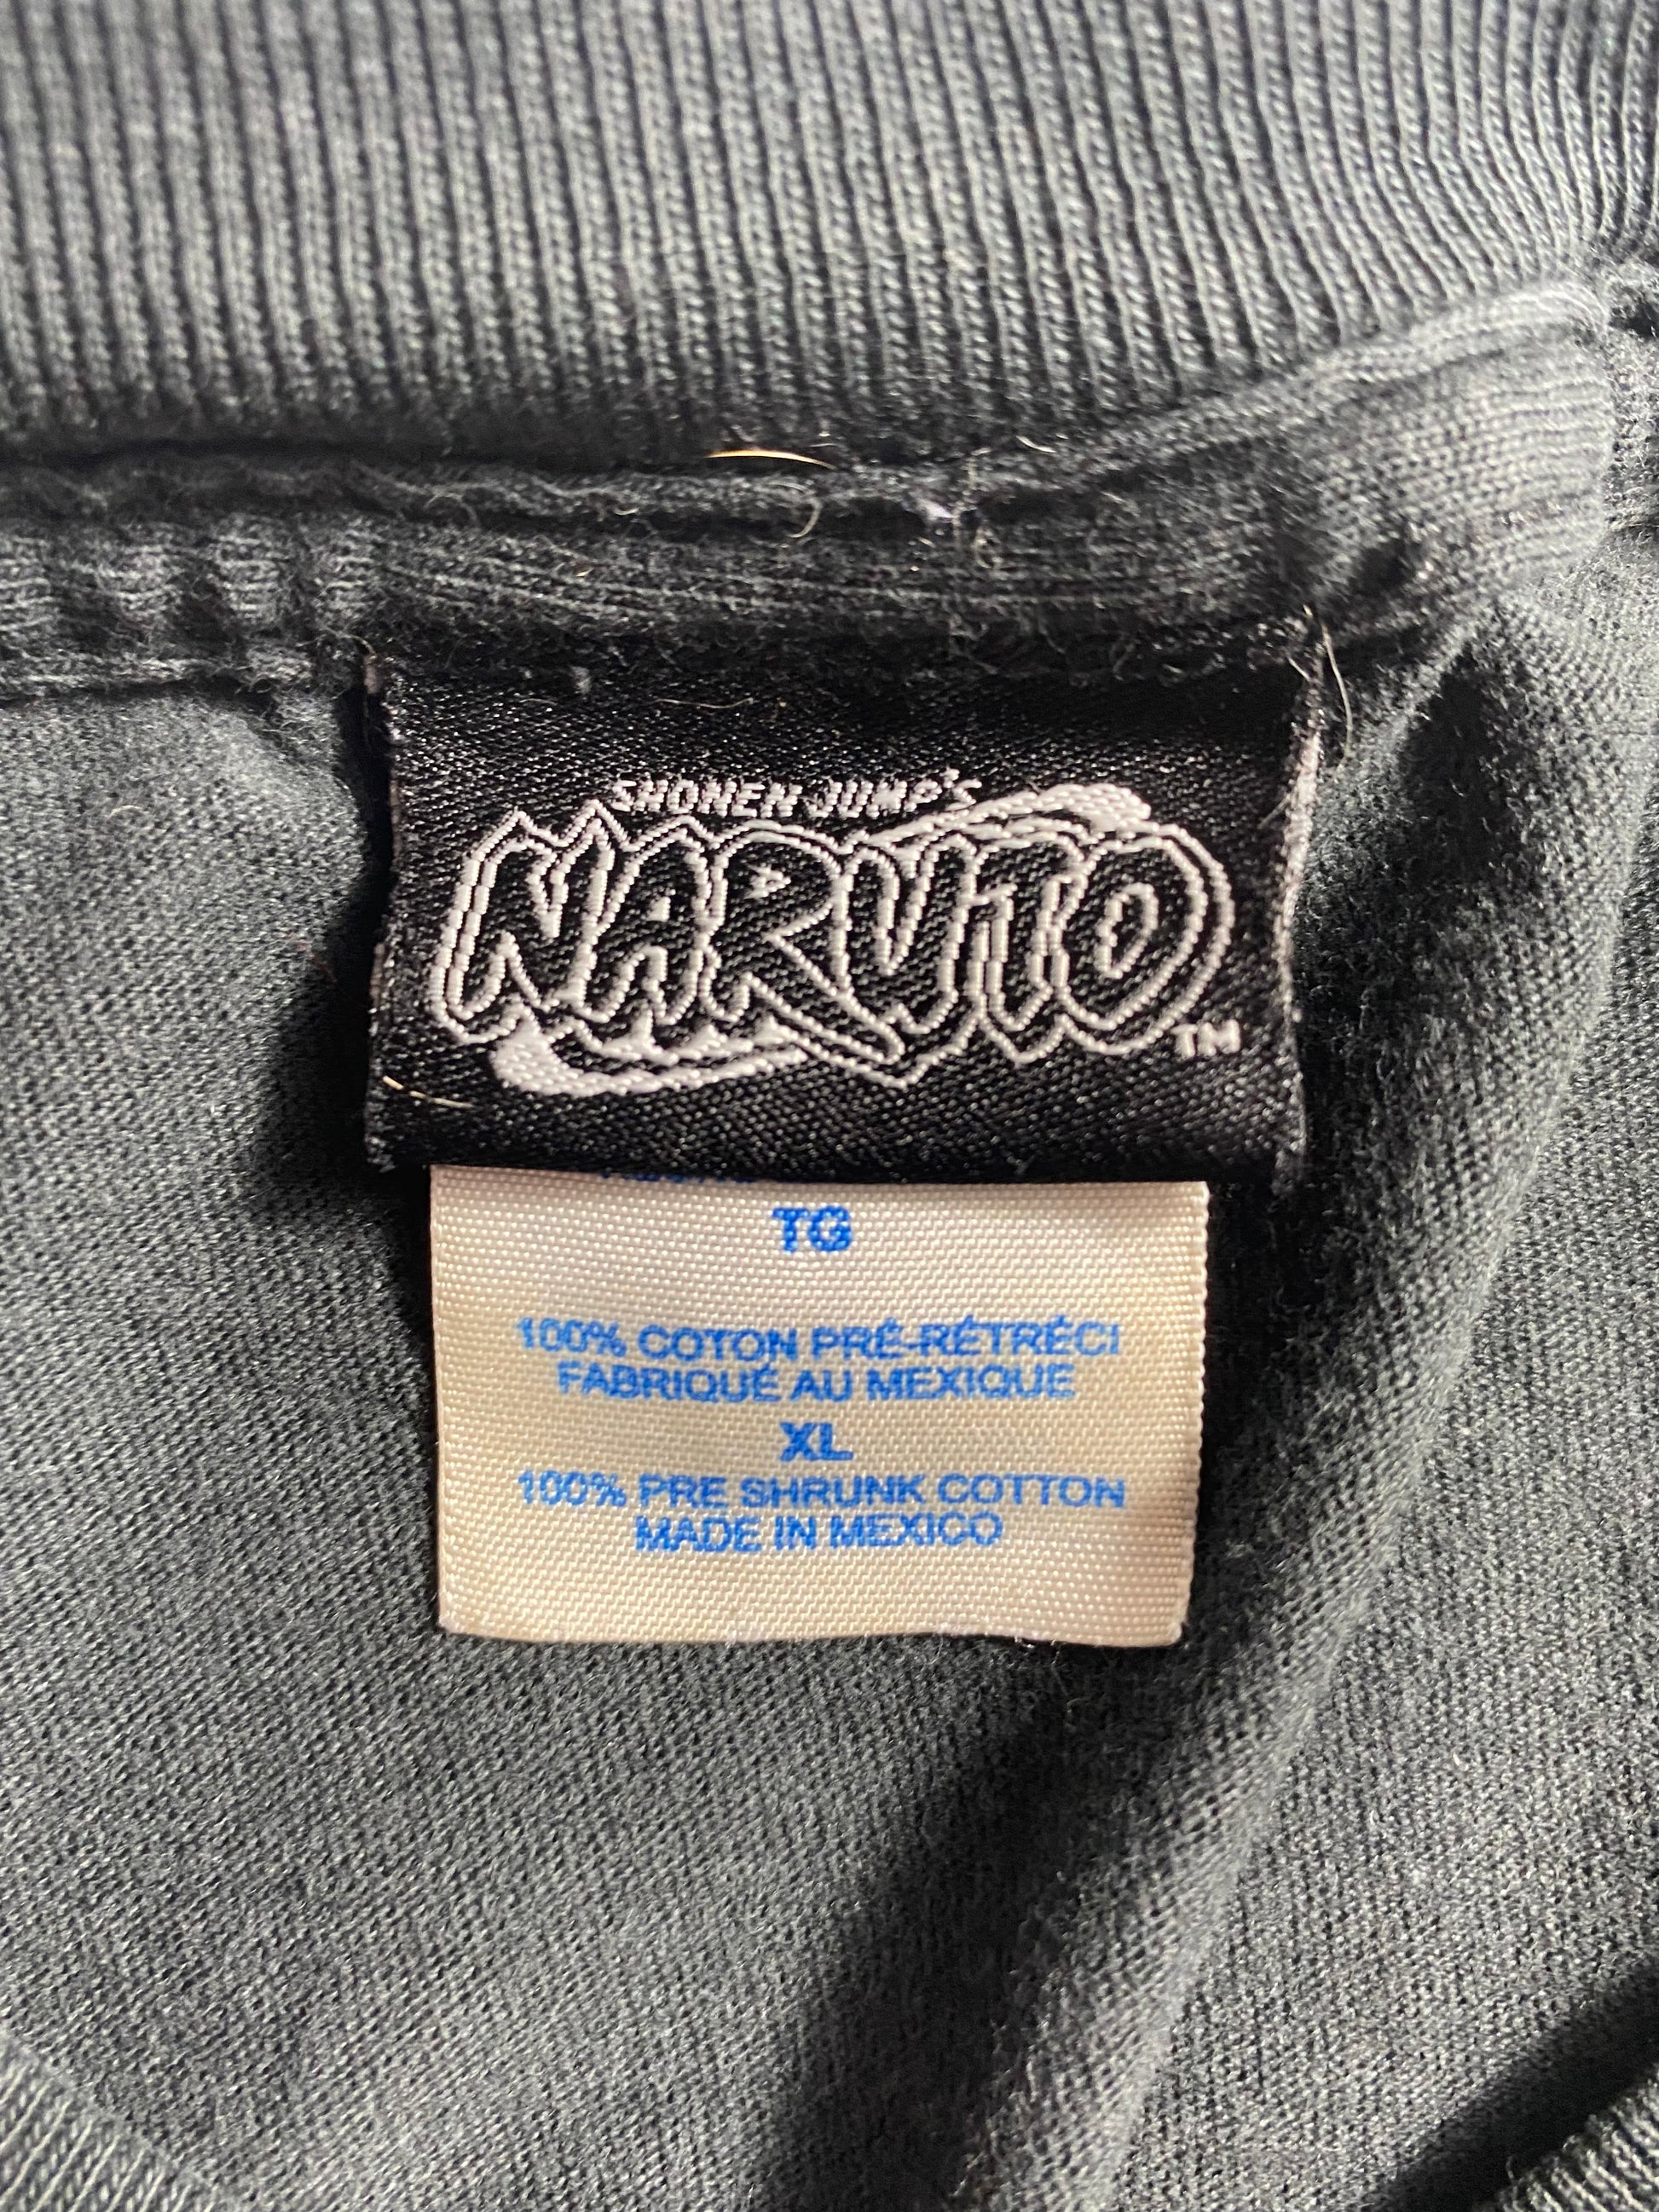 SHONEN JUMP'S
NARUTO
TM
TG
100% COTON PRÉ-RÉTRÉCI
FABRIQUÉ AU MEXIQUE
XL
100% PRE SHRUNK COTTON
MADE IN MEXICO